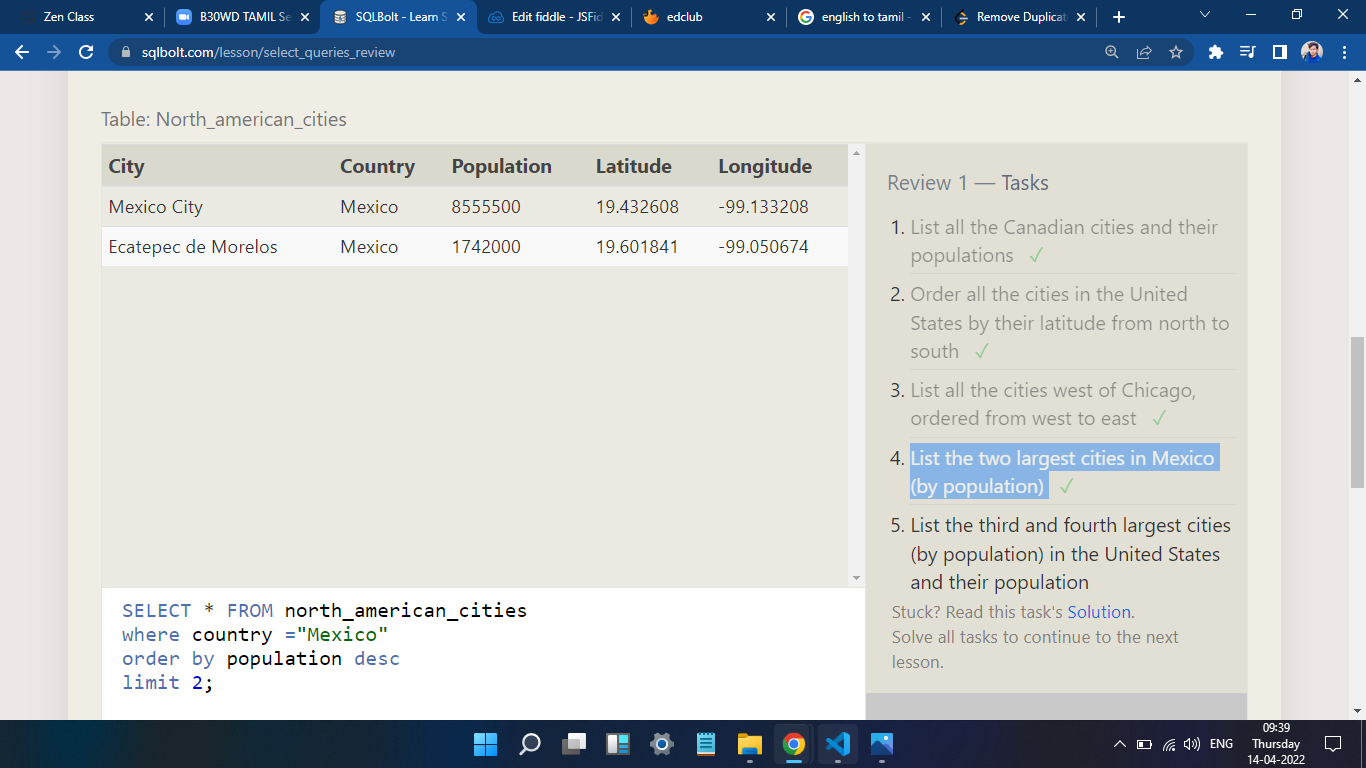 Zen Class
B30WD TAMIL Se
SQLBolt - Learn S
Edit fiddle - JSFid
edclub
english to tamil -
Remove Duplicat
sqlbolt.com/lesson/select_queries_review
Table: North_american_cities
City Country Population Latitude Longitude
Mexico City Mexico 8555500 19.432608 -99.133208
Ecatepec de Morelos Mexico 1742000 19.601841 -99.050674
SELECT * FROM north_american_cities
where country ="Mexico"
order by population desc
limit 2;
Review 1 — Tasks
1. List all the Canadian cities and their
populations ✓
2. Order all the cities in the United
States by their latitude from north to
south ✓
3. List all the cities west of Chicago,
ordered from west to east ✓
4. List the two largest cities in Mexico
(by population) ✓
5. List the third and fourth largest cities
(by population) in the United States
and their population
Stuck? Read this task's Solution.
Solve all tasks to continue to the next
lesson.
ENG
09:39
Thursday
14-04-2022